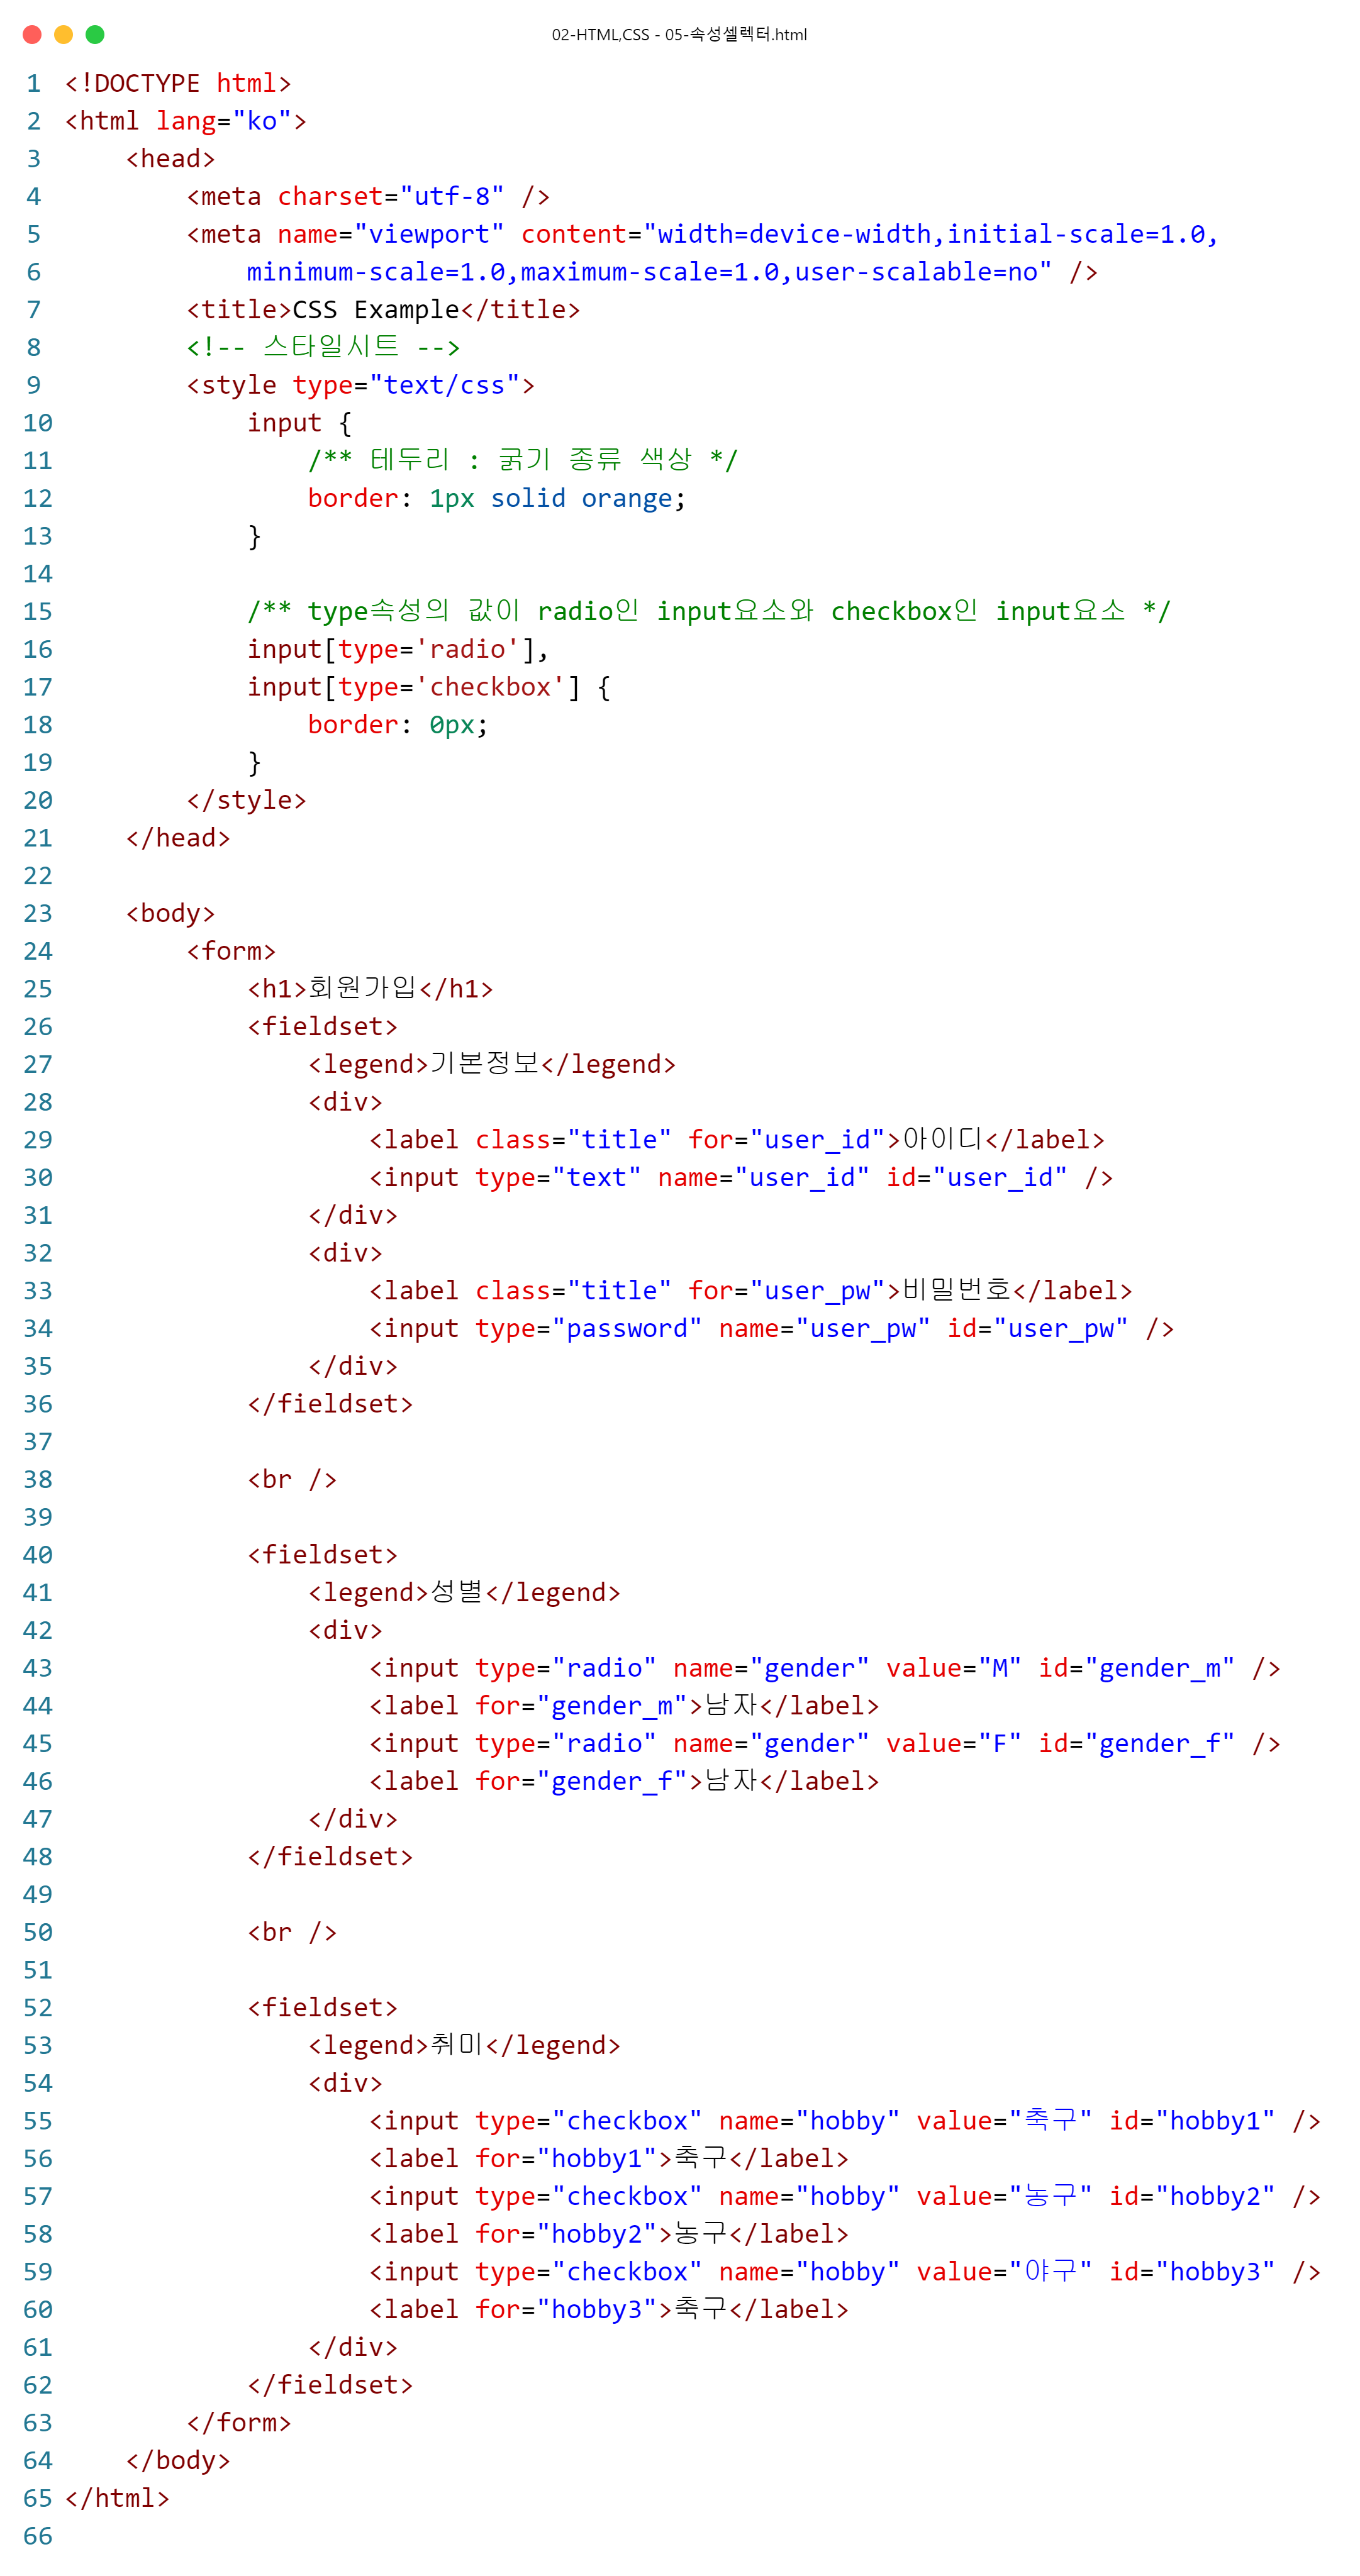 02-HTML,CSS - 05-속성셀렉터.html
1 <!DOCTYPE html>
2 <html lang="ko">
3     <head>
4         <meta charset="utf-8" />
5         <meta name="viewport" content="width=device-width,initial-scale=1.0,
6             minimum-scale=1.0,maximum-scale=1.0,user-scalable=no" />
7         <title>CSS Example</title>
8         <!-- 스타일시트 -->
9         <style type="text/css">
10             input {
11                 /** 테두리 : 굵기 종류 색상 */
12                 border: 1px solid orange;
13             }
14
15             /** type속성의 값이 radio인 input요소와 checkbox인 input요소 */
16             input[type='radio'],
17             input[type='checkbox'] {
18                 border: 0px;
19             }
20         </style>
21     </head>
22
23     <body>
24         <form>
25             <h1>회원가입</h1>
26             <fieldset>
27                 <legend>기본정보</legend>
28                 <div>
29                     <label class="title" for="user_id">아이디</label>
30                     <input type="text" name="user_id" id="user_id" />
31                 </div>
32                 <div>
33                     <label class="title" for="user_pw">비밀번호</label>
34                     <input type="password" name="user_pw" id="user_pw" />
35                 </div>
36             </fieldset>
37
38             <br />
39
40             <fieldset>
41                 <legend>성별</legend>
42                 <div>
43                     <input type="radio" name="gender" value="M" id="gender_m" />
44                     <label for="gender_m">남자</label>
45                     <input type="radio" name="gender" value="F" id="gender_f" />
46                     <label for="gender_f">남자</label>
47                 </div>
48             </fieldset>
49
50             <br />
51
52             <fieldset>
53                 <legend>취미</legend>
54                 <div>
55                     <input type="checkbox" name="hobby" value="축구" id="hobby1" />
56                     <label for="hobby1">축구</label>
57                     <input type="checkbox" name="hobby" value="농구" id="hobby2" />
58                     <label for="hobby2">농구</label>
59                     <input type="checkbox" name="hobby" value="야구" id="hobby3" />
60                     <label for="hobby3">축구</label>
61                 </div>
62             </fieldset>
63         </form>
64     </body>
65 </html>
66